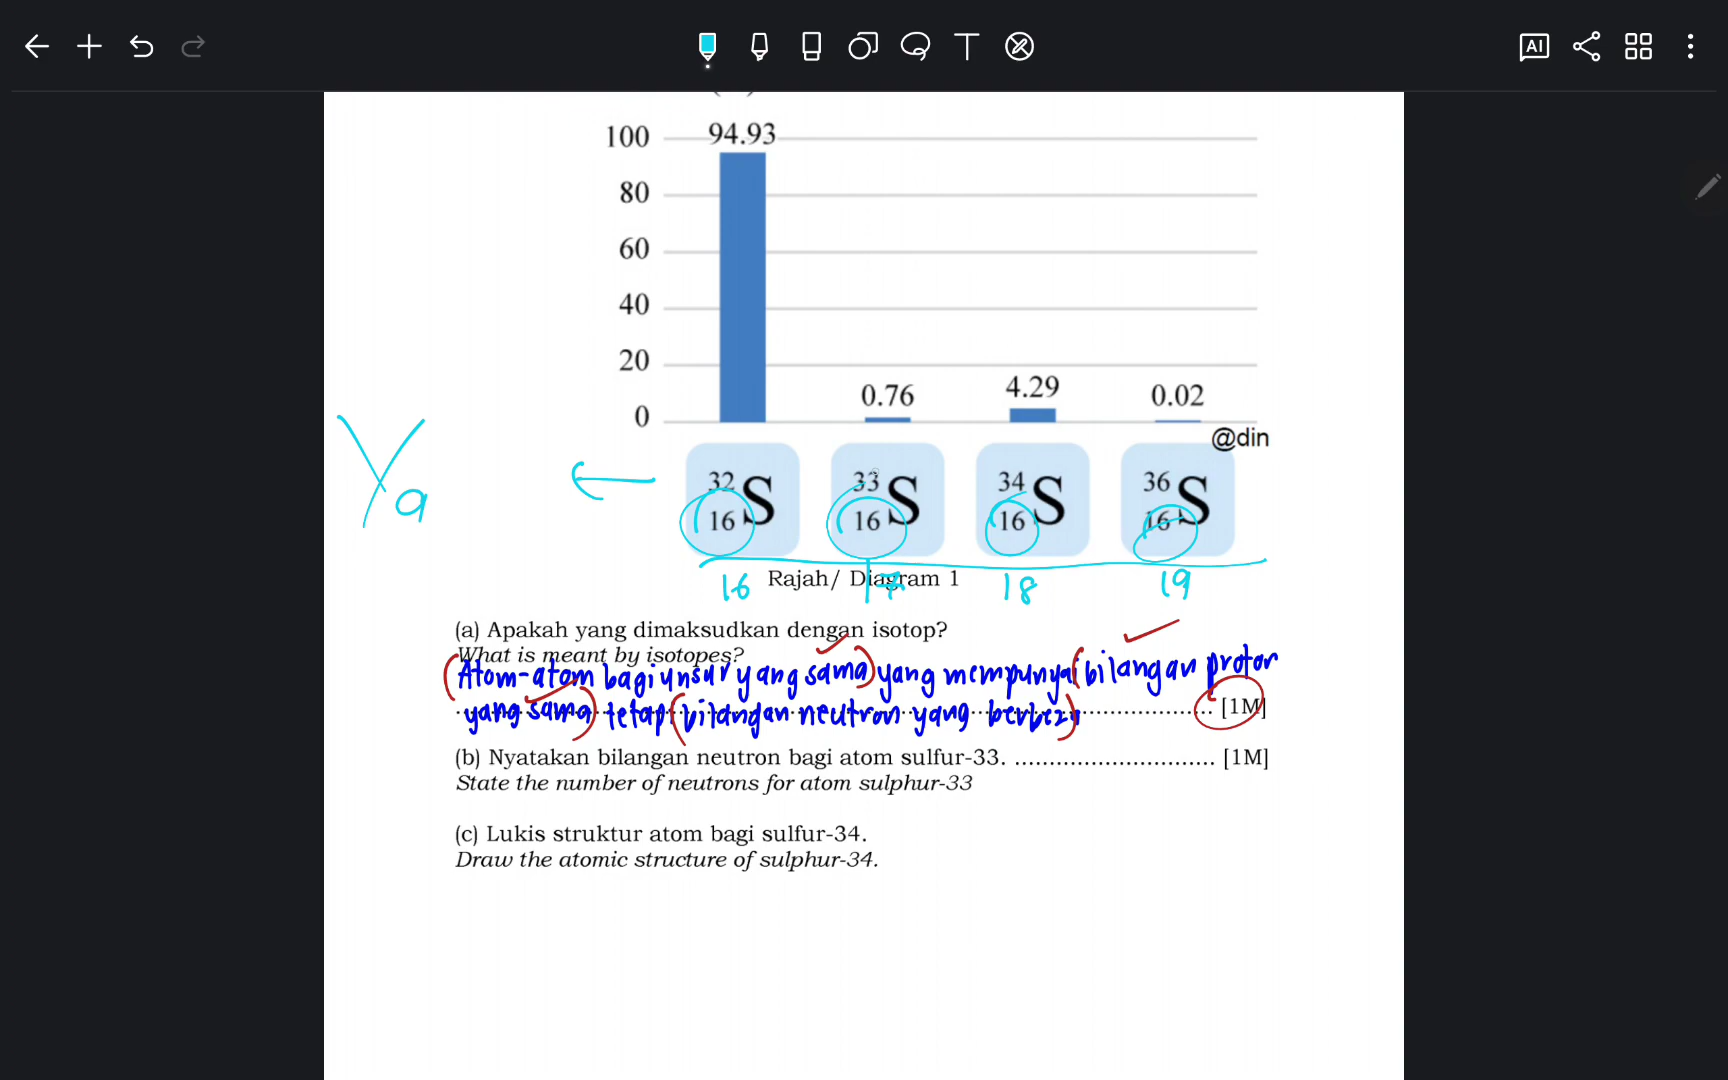 AI
100
94.93
80
60
40
20
0
0.76
4.29
0.02
@din
32 16 S
33 16 S
34 16 S
36 16 S
Ya
16
17
18
19
Rajah/ Diagram 1
(a) Apakah yang dimaksudkan dengan isotop?
What is meant by isotopes?
(Atom-atom bagi unsur yang sama) yang mempunyai (bilangan proton
yang sama) tetapi (bilangan neutron yang berbeza) [1M]
(b) Nyatakan bilangan neutron bagi atom sulfur-33. ............................. [1M]
State the number of neutrons for atom sulphur-33
(c) Lukis struktur atom bagi sulfur-34.
Draw the atomic structure of sulphur-34.